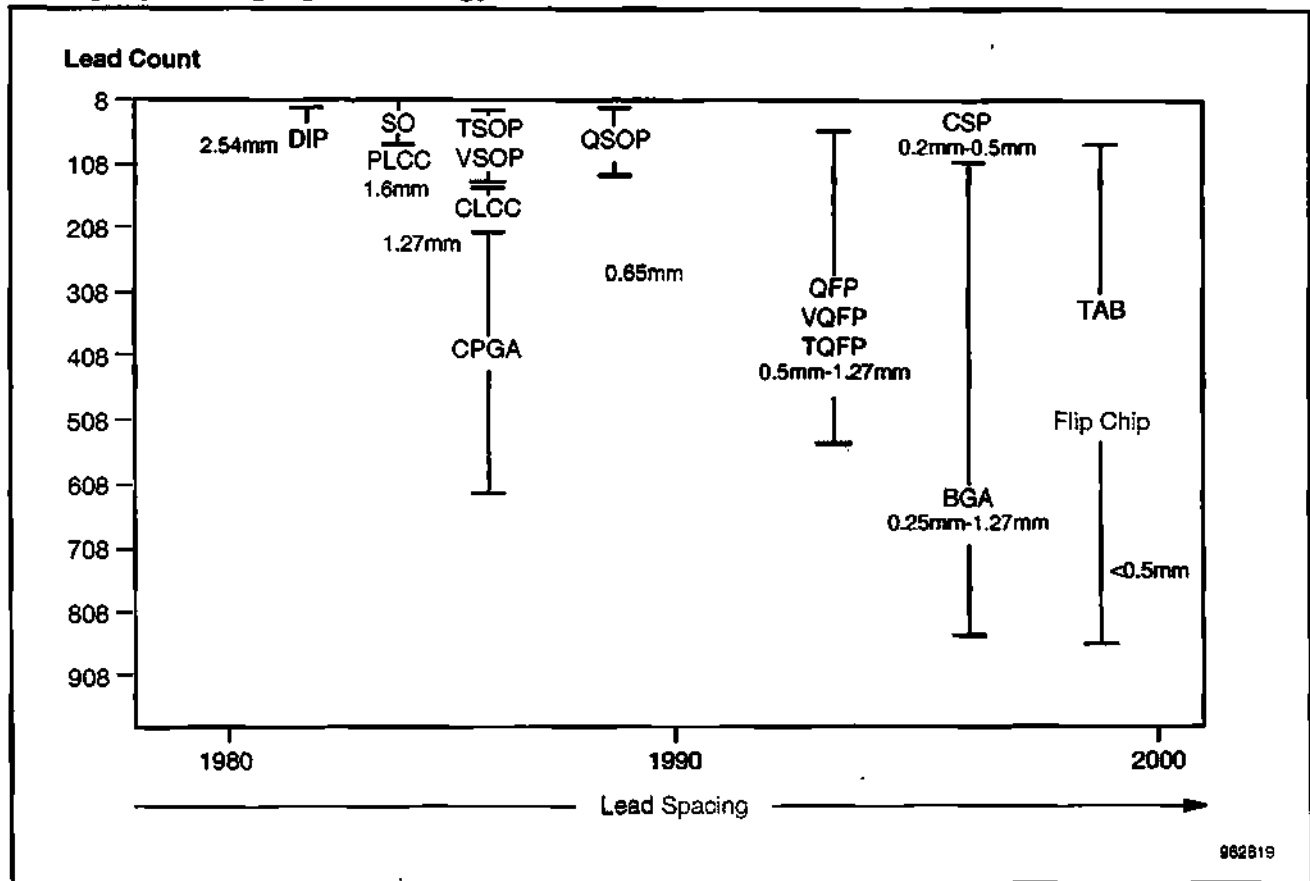 Lead Count
8
108
208
308
408
508
608
708
808
908
2.54mm
DIP
SO
PLCC
1.6mm
TSOP
VSOP
CLCC
1.27mm
CPGA
QSOP
0.65mm
QFP
VQFP
TQFP
0.5mm-1.27mm
CSP
0.2mm-0.5mm
BGA
0.25mm-1.27mm
TAB
Flip Chip
<0.5mm
1980
1990
2000
Lead Spacing
962619